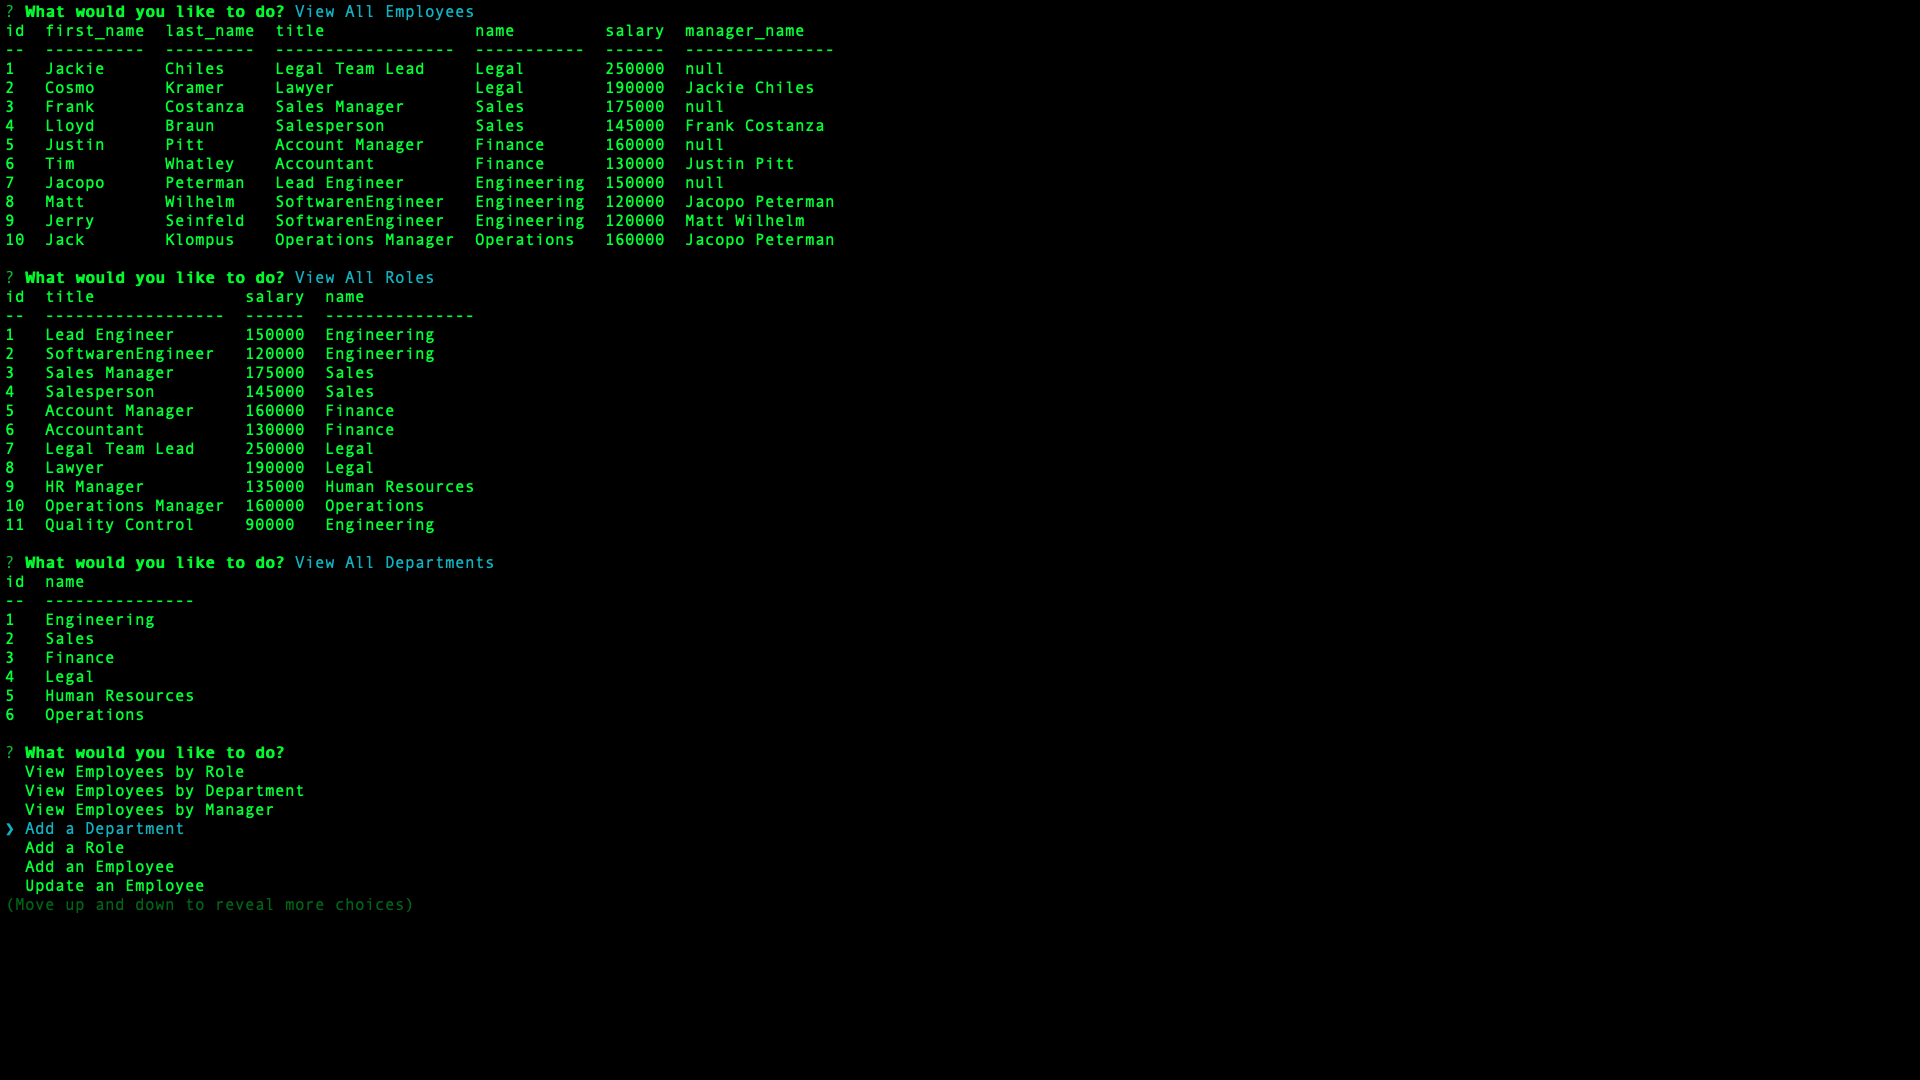 ? What would you like to do? View All Employees
id  first_name  last_name  title               name         salary  manager_name
--  ----------  ---------  ------------------  -----------  ------  ---------------
1   Jackie      Chiles     Legal Team Lead     Legal        250000  null
2   Cosmo       Kramer     Lawyer              Legal        190000  Jackie Chiles
3   Frank       Costanza   Sales Manager       Sales        175000  null
4   Lloyd       Braun      Salesperson         Sales        145000  Frank Costanza
5   Justin      Pitt       Account Manager     Finance      160000  null
6   Tim         Whatley    Accountant          Finance      130000  Justin Pitt
7   Jacopo      Peterman   Lead Engineer       Engineering  150000  null
8   Matt        Wilhelm    SoftwarenEngineer   Engineering  120000  Jacopo Peterman
9   Jerry       Seinfeld   SoftwarenEngineer   Engineering  120000  Matt Wilhelm
10  Jack        Klompus    Operations Manager  Operations   160000  Jacopo Peterman
? What would you like to do? View All Roles
id  title               salary  name
--  ------------------  ------  ---------------
1   Lead Engineer       150000  Engineering
2   SoftwarenEngineer   120000  Engineering
3   Sales Manager       175000  Sales
4   Salesperson         145000  Sales
5   Account Manager     160000  Finance
6   Accountant          130000  Finance
7   Legal Team Lead     250000  Legal
8   Lawyer              190000  Legal
9   HR Manager          135000  Human Resources
10  Operations Manager  160000  Operations
11  Quality Control     90000   Engineering
? What would you like to do? View All Departments
id  name
--  ---------------
1   Engineering
2   Sales
3   Finance
4   Legal
5   Human Resources
6   Operations
? What would you like to do?
  View Employees by Role
  View Employees by Department
  View Employees by Manager
❯ Add a Department
  Add a Role
  Add an Employee
  Update an Employee
(Move up and down to reveal more choices)